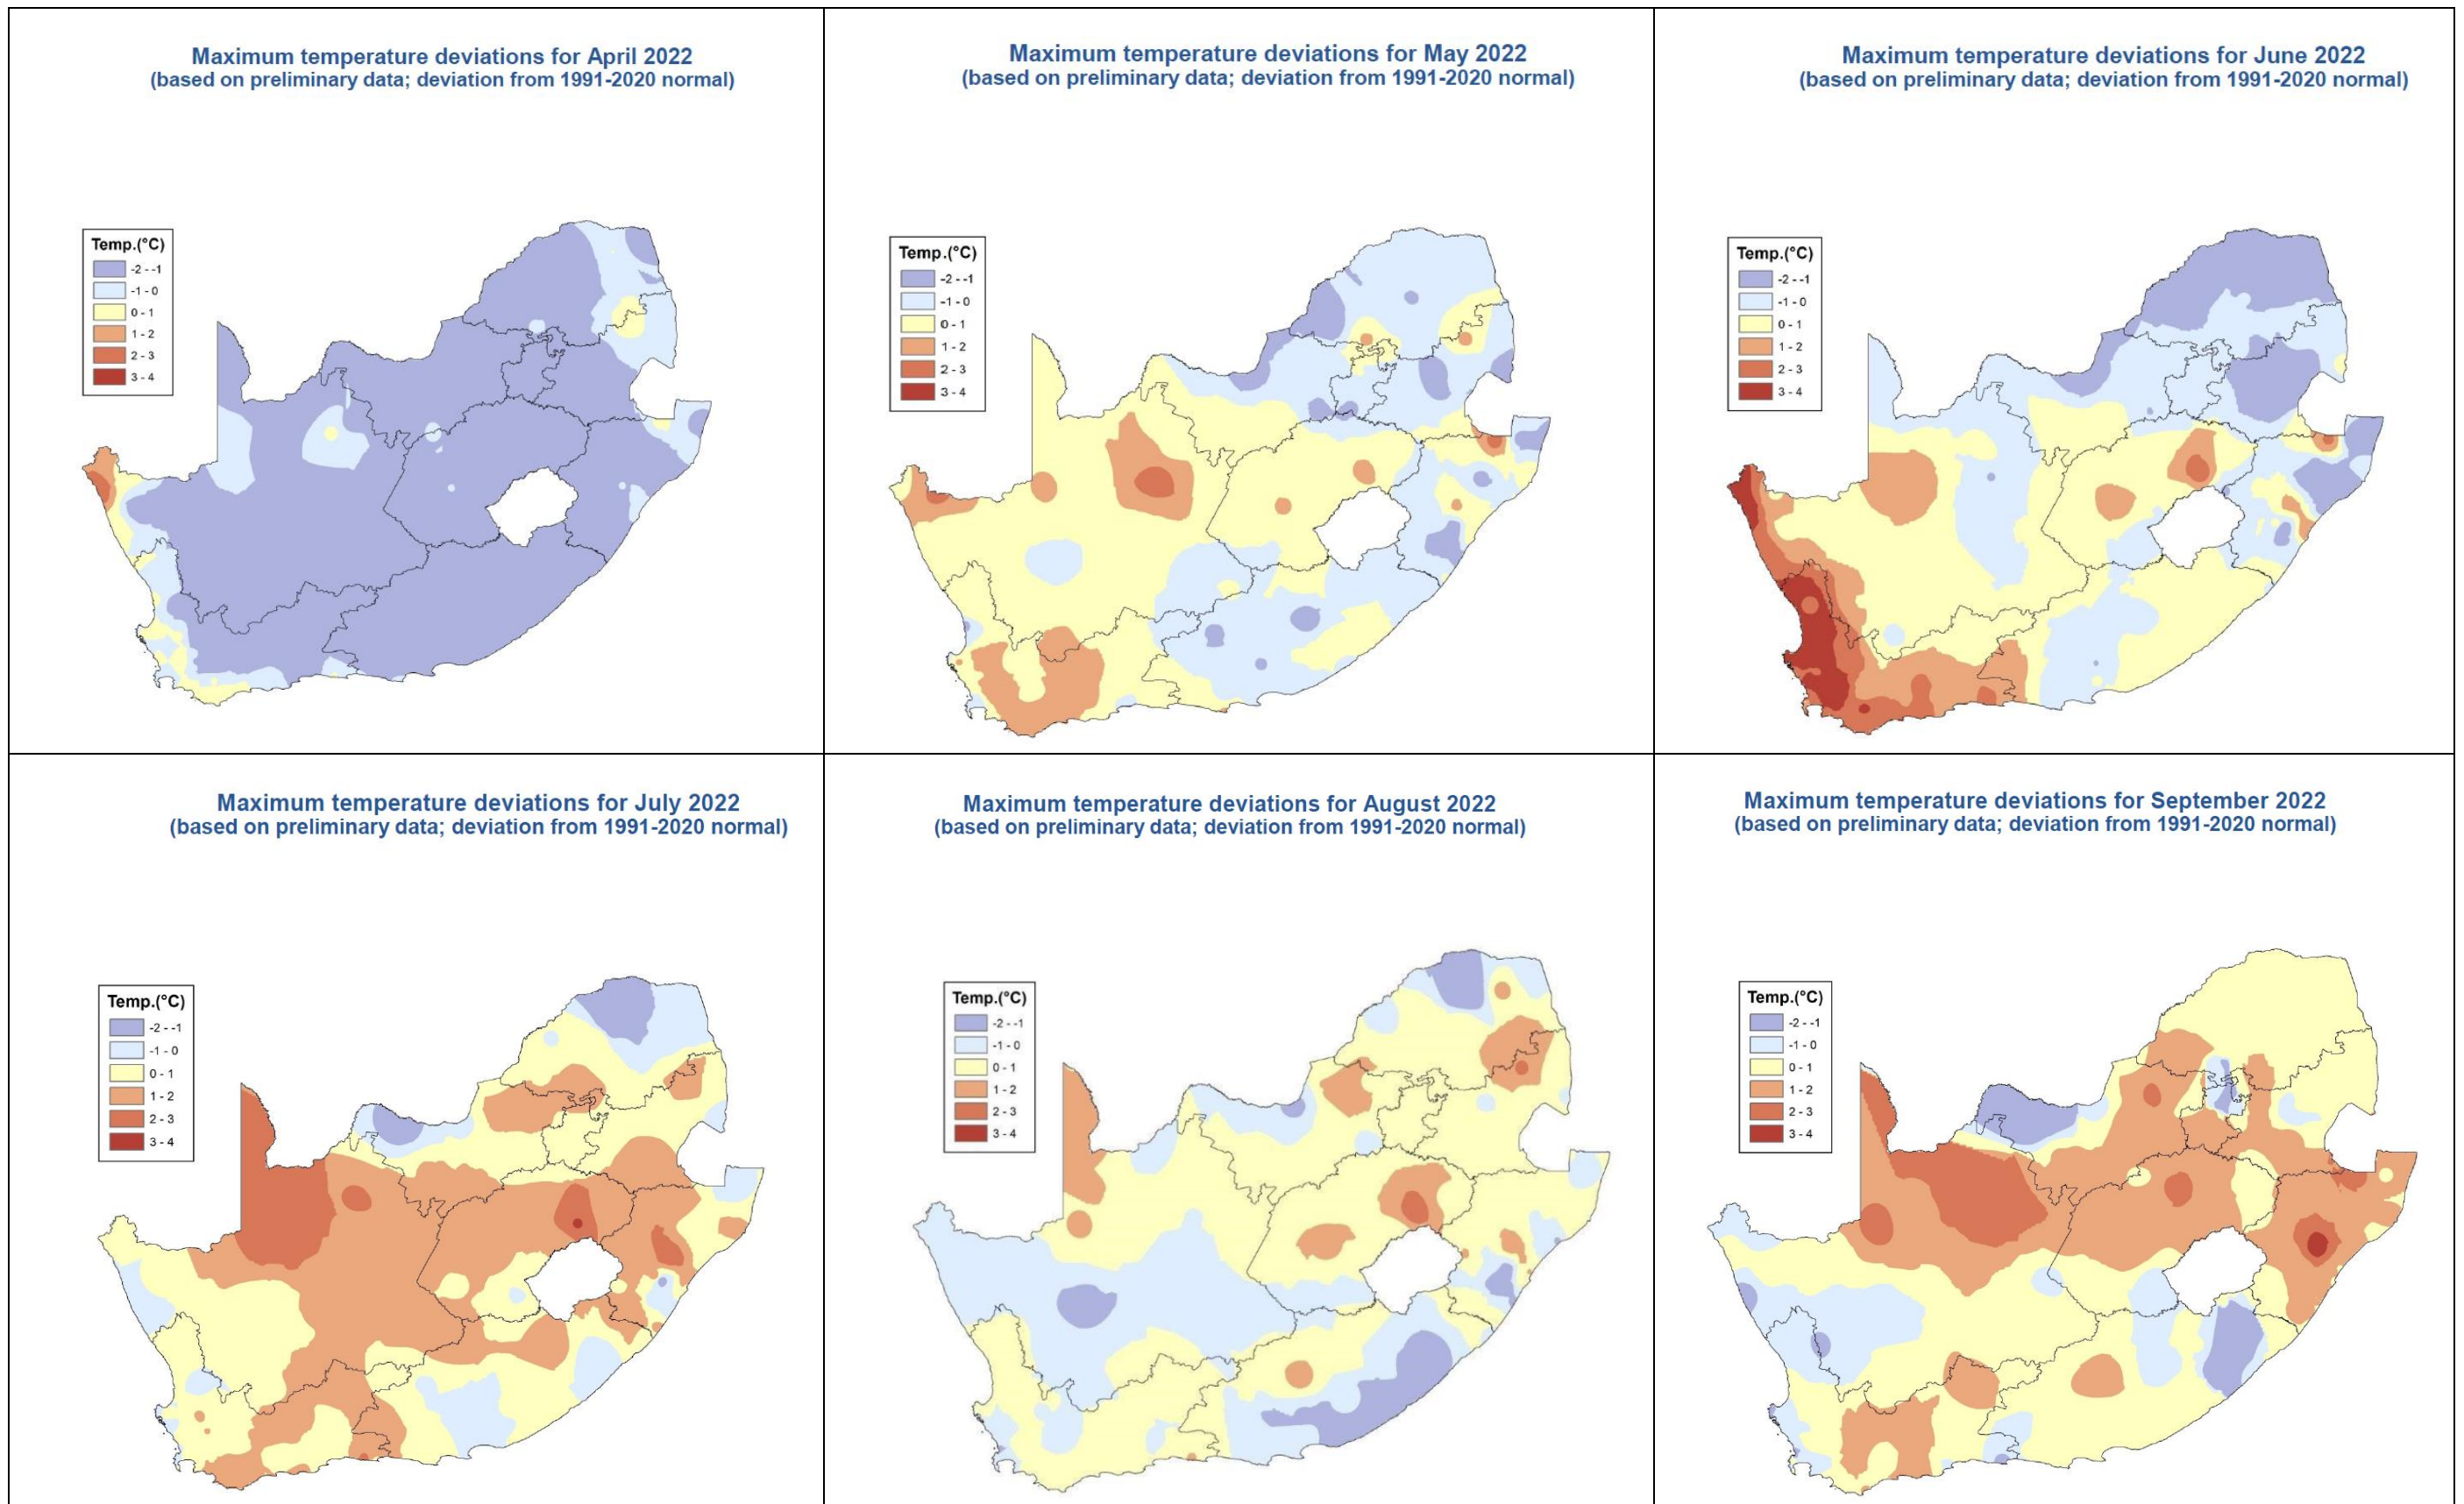 Maximum temperature deviations for April 2022
(based on preliminary data; deviation from 1991-2020 normal)
Temp.(°C)
-2 - -1
-1 - 0
0 - 1
1 - 2
2 - 3
3 - 4
Maximum temperature deviations for May 2022
(based on preliminary data; deviation from 1991-2020 normal)
Temp.(°C)
-2 - -1
-1 - 0
0 - 1
1 - 2
2 - 3
3 - 4
Maximum temperature deviations for June 2022
(based on preliminary data; deviation from 1991-2020 normal)
Temp.(°C)
-2 - -1
-1 - 0
0 - 1
1 - 2
2 - 3
3 - 4
Maximum temperature deviations for July 2022
(based on preliminary data; deviation from 1991-2020 normal)
Temp.(°C)
-2 - -1
-1 - 0
0 - 1
1 - 2
2 - 3
3 - 4
Maximum temperature deviations for August 2022
(based on preliminary data; deviation from 1991-2020 normal)
Temp.(°C)
-2 - -1
-1 - 0
0 - 1
1 - 2
2 - 3
3 - 4
Maximum temperature deviations for September 2022
(based on preliminary data; deviation from 1991-2020 normal)
Temp.(°C)
-2 - -1
-1 - 0
0 - 1
1 - 2
2 - 3
3 - 4